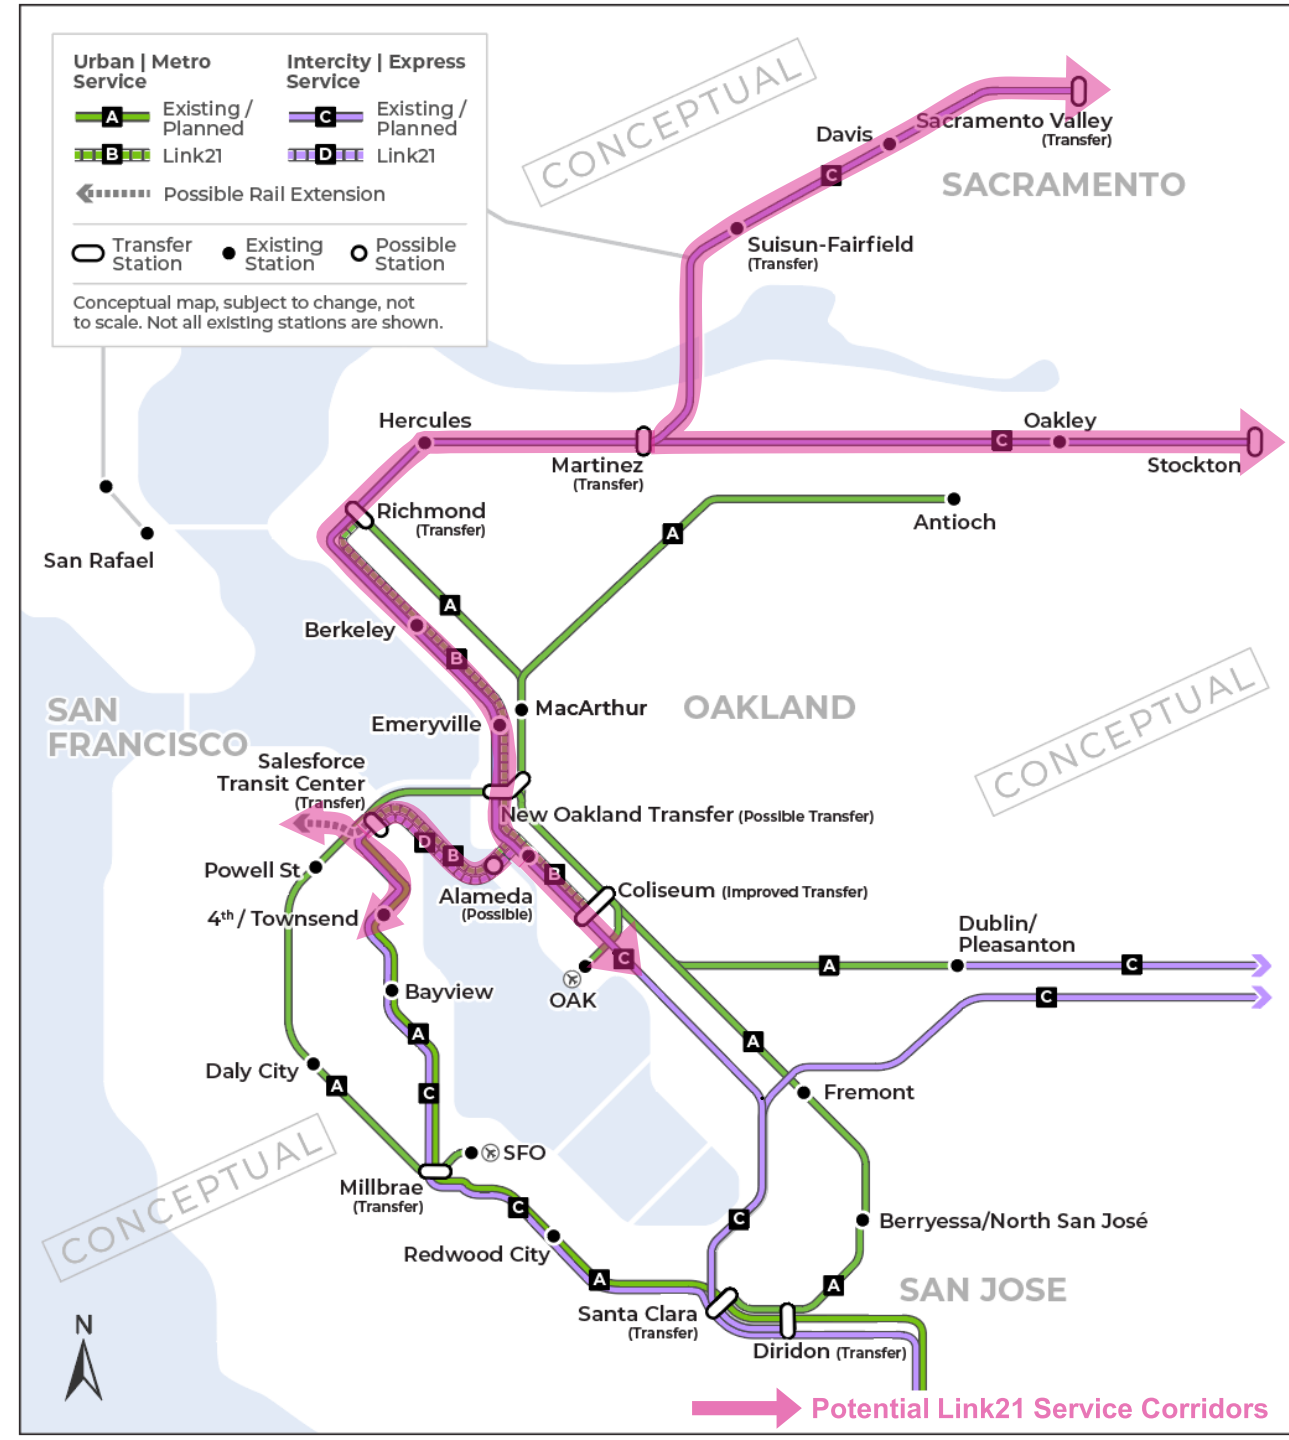 Urban | Metro
Service
Intercity | Express
Service
A
Existing /
Planned
C
Existing /
Planned
B
Link21
D
Link21
Possible Rail Extension
Transfer
Station
Existing
Station
Possible
Station
Conceptual map, subject to change, not
to scale. Not all existing stations are shown.
CONCEPTUAL
Davis
Sacramento Valley
(Transfer)
C
SACRAMENTO
Suisun-Fairfield
(Transfer)
Hercules
Oakley
C
Martinez
(Transfer)
Stockton
Richmond
(Transfer)
Antioch
A
San Rafael
A
Berkeley
B
CONCEPTUAL
SAN
FRANCISCO
MacArthur
OAKLAND
Emeryville
Salesforce
Transit Center
(Transfer)
New Oakland Transfer (Possible Transfer)
D
B
Powell St
B
Alameda
(Possible)
Coliseum (Improved Transfer)
4th / Townsend
Dublin/
Pleasanton
C
A
C
OAK
Bayview
C
A
A
Daly City
A
C
Fremont
CONCEPTUAL
SFO
Millbrae
(Transfer)
C
C
Berryessa/North San José
Redwood City
A
A
SAN JOSE
Santa Clara
(Transfer)
N
Diridon (Transfer)
Potential Link21 Service Corridors